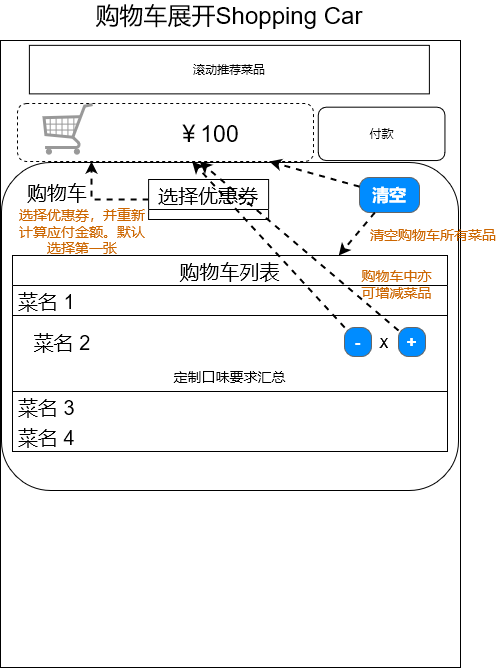 购物车展开Shopping Car
滚动推荐菜品
￥100
付款
购物车
选择优惠券
清空
选择优惠券，并重新
计算应付金额。默认
选择第一张
清空购物车所有菜品
购物车列表
购物车中亦
可增减菜品
菜名 1
菜名 2
- x +
定制口味要求汇总
菜名 3
菜名 4